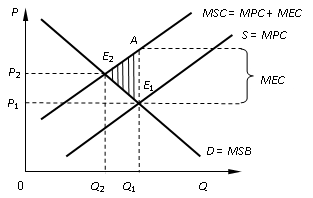 P
MSC = MPC + MEC
A
S = MPC
E2
P2
E1
MEC
P1
D = MSB
0
Q2
Q1
Q